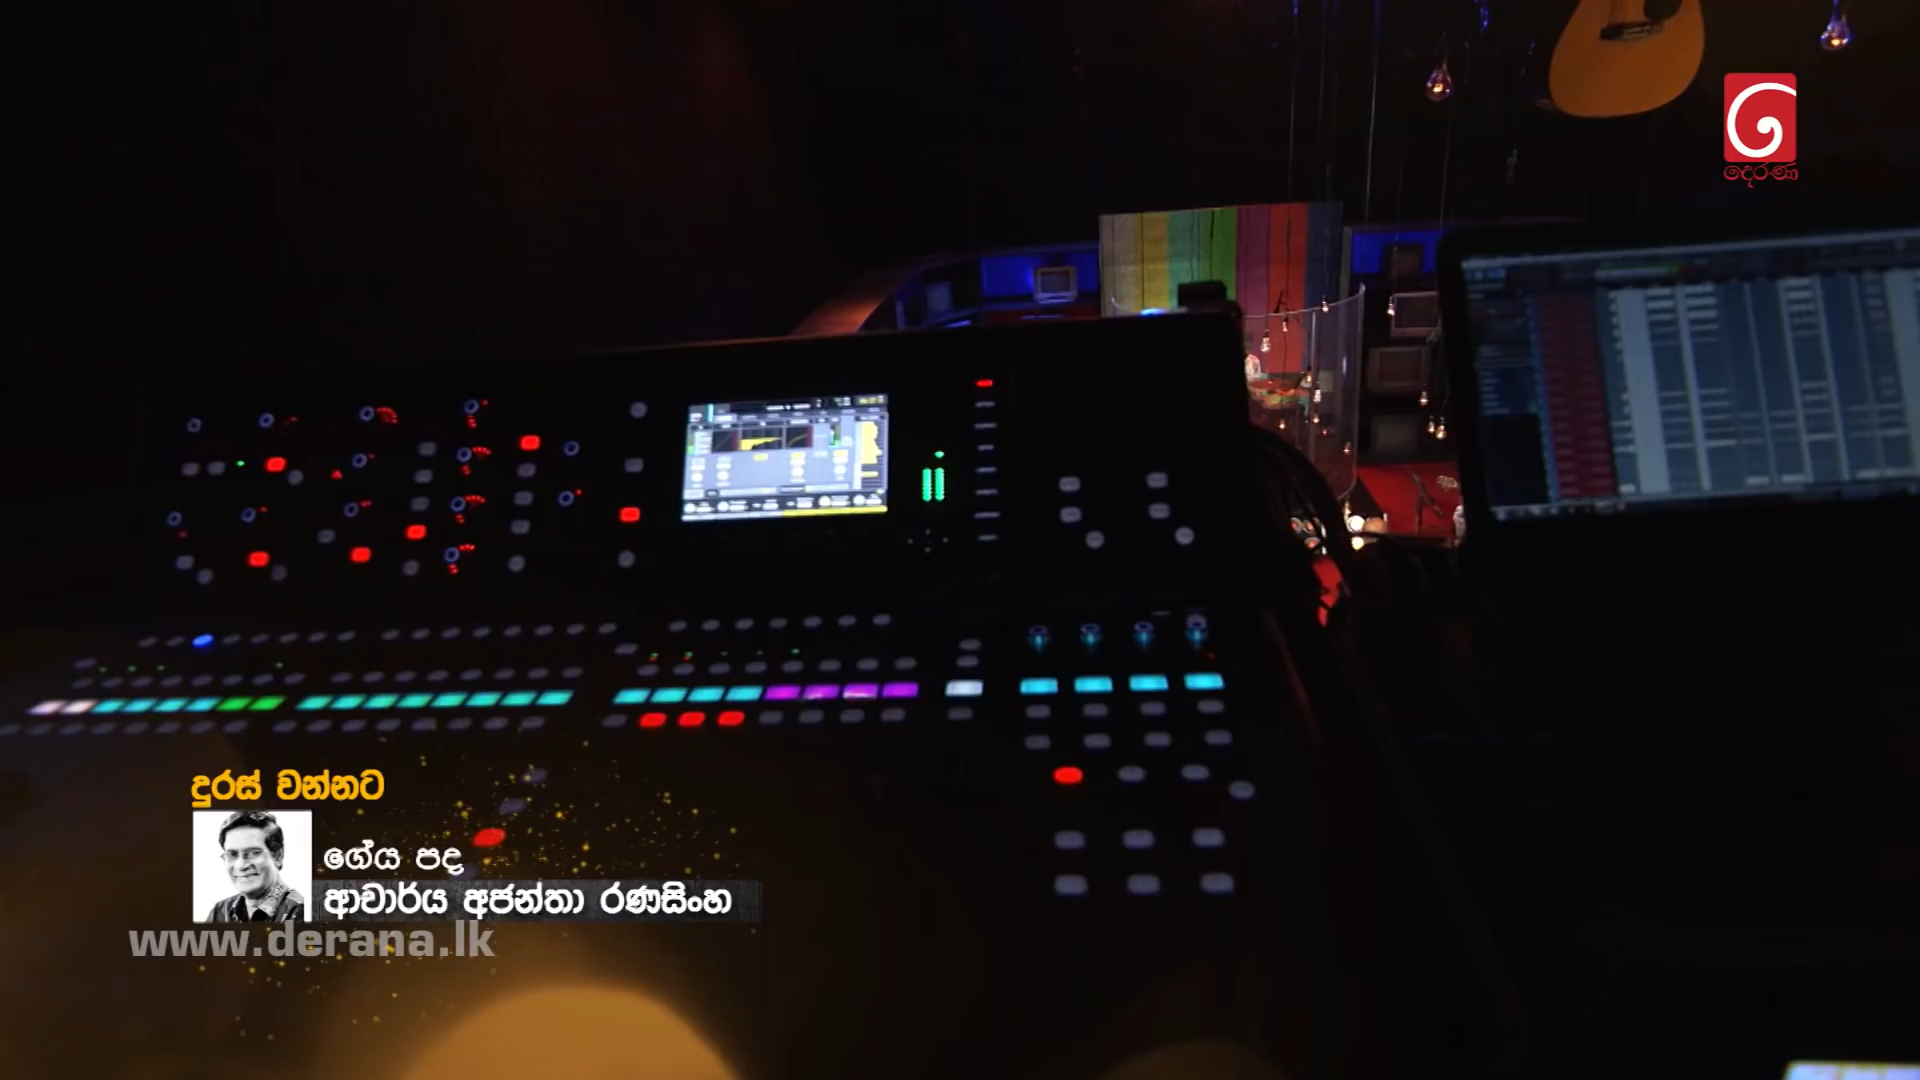 දෙරණ
දුරස් වන්නට
ගේය පද
ආචාර්ය අජන්තා රණසිංහ
www.derana.lk